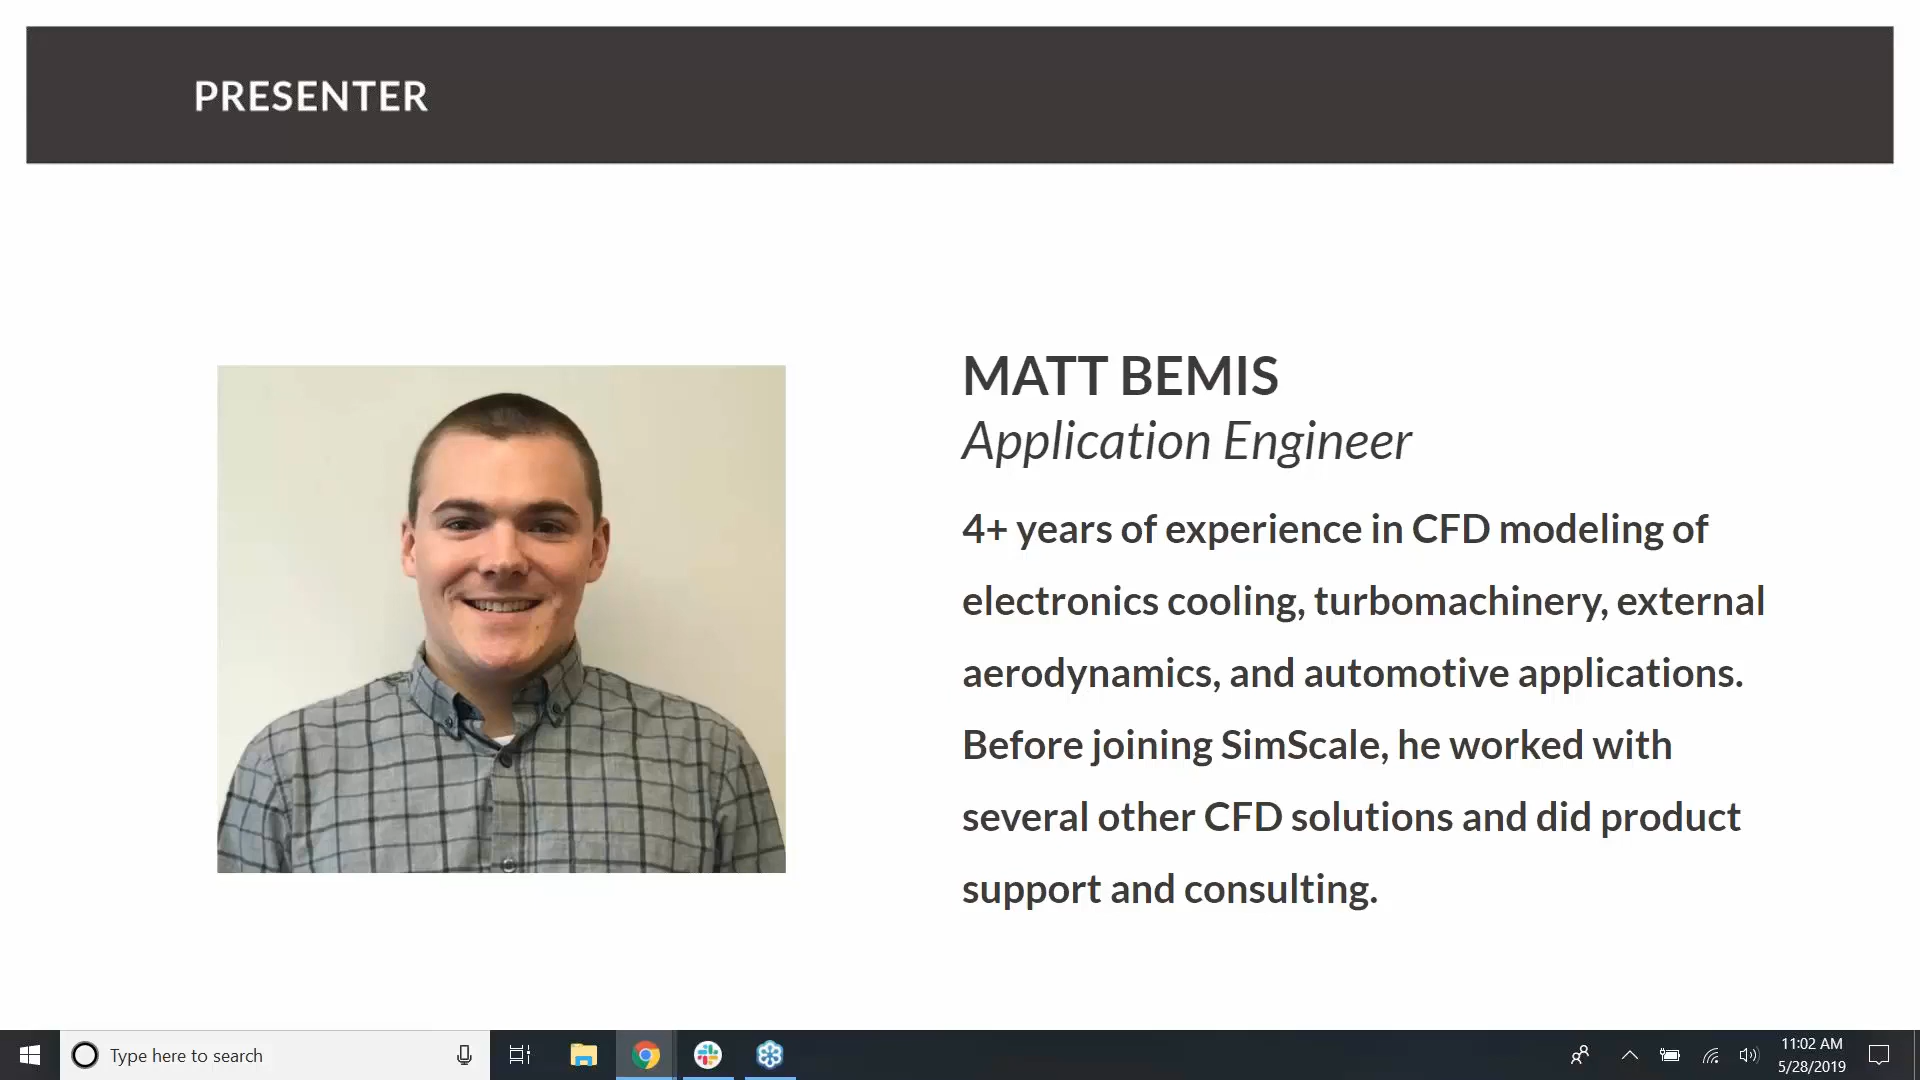 PRESENTER
MATT BEMIS
Application Engineer
4+ years of experience in CFD modeling of
electronics cooling, turbomachinery, external
aerodynamics, and automotive applications.
Before joining SimScale, he worked with
several other CFD solutions and did product
support and consulting.
Type here to search
11:02 AM
5/28/2019